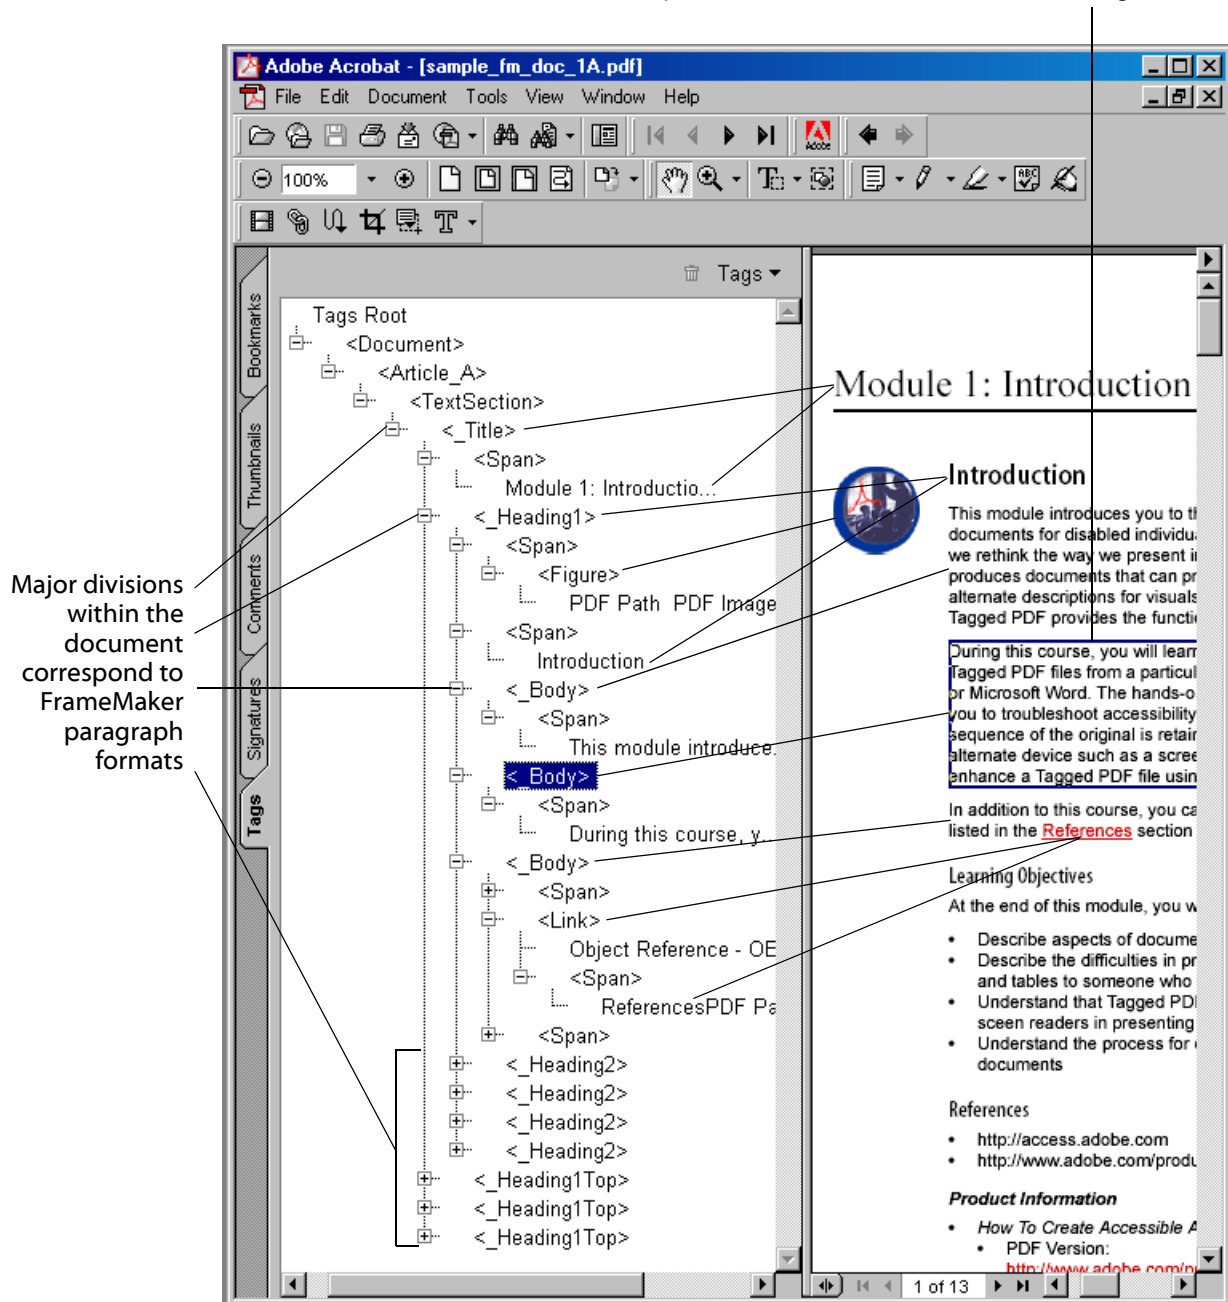 Adobe Acrobat - [sample_fm_doc_1A.pdf]
File Edit Document Tools View Window Help
Adobe
100%
ABC
Bookmarks
Thumbnails
Comments
Signatures
Tags
Tags
Tags Root
<Document>
<Article_A>
<TextSection>
<_Title>
<Span>
Module 1: Introductio...
<_Heading1>
<Span>
<Figure>
PDF Path PDF Image
<Span>
Introduction
<_Body>
<Span>
This module introduce.
<_Body>
<Span>
During this course, y..
<_Body>
<Span>
<Link>
Object Reference - OE
<Span>
ReferencesPDF Pa
<Span>
<_Heading2>
<_Heading2>
<_Heading2>
<_Heading2>
<_Heading1Top>
<_Heading1Top>
<_Heading1Top>
Major divisions
within the
document
correspond to
FrameMaker
paragraph
formats
Module 1: Introduction
Introduction
This module introduces you to th
documents for disabled individu
we rethink the way we present i
produces documents that can pr
alternate descriptions for visuals
Tagged PDF provides the functi
During this course, you will learn
Tagged PDF files from a particul
or Microsoft Word. The hands-o
you to troubleshoot accessibility
sequence of the original is retain
alternate device such as a scree
enhance a Tagged PDF file usin
In addition to this course, you ca
listed in the References section
Learning Objectives
At the end of this module, you w
• Describe aspects of docume
• Describe the difficulties in pr
and tables to someone who
• Understand that Tagged PD
sceen readers in presenting
• Understand the process for
documents
References
• http://access.adobe.com
• http://www.adobe.com/produ
Product Information
• How To Create Accessible A
• PDF Version:
http://www.adobe.com/p
1 of 13